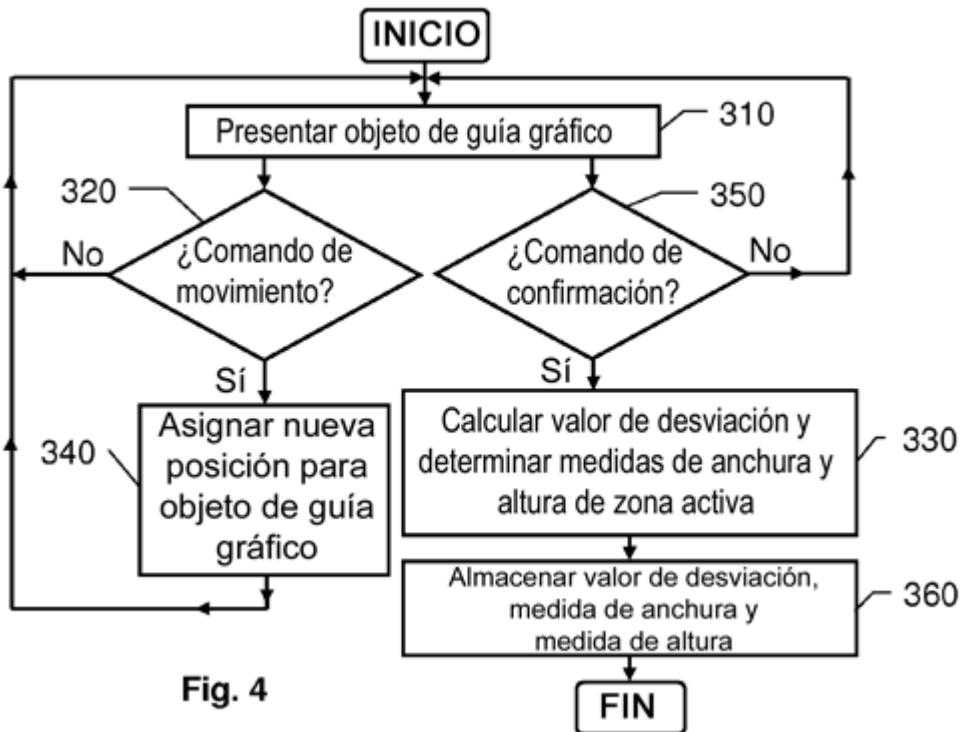 INICIO
Presentar objeto de guía gráfico
310
320
350
No
¿Comando de
movimiento?
¿Comando de
confirmación?
No
Sí
Sí
340
Asignar nueva
posición para
objeto de guía
gráfico
Calcular valor de desviación y
determinar medidas de anchura y
altura de zona activa
330
Almacenar valor de desviación,
medida de anchura y
medida de altura
360
Fig. 4
FIN